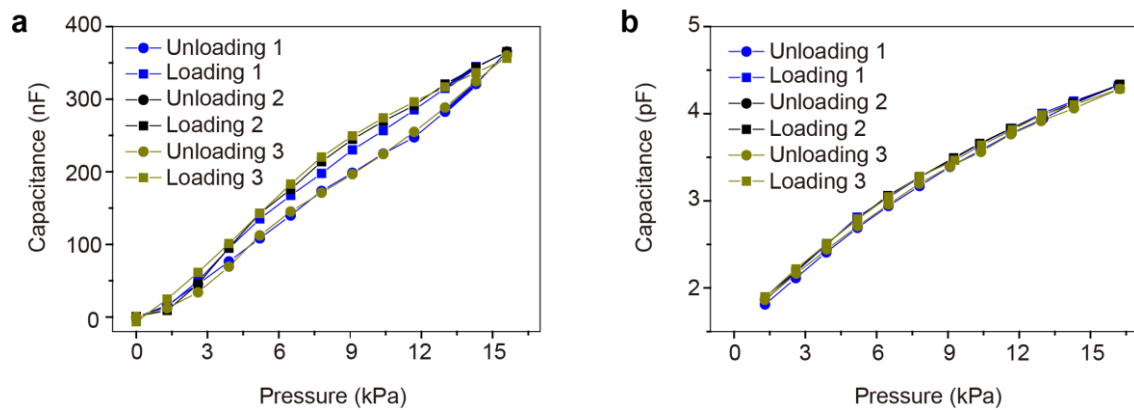 a
400
300
200
100
0
Capacitance (nF)
Unloading 1
Loading 1
Unloading 2
Loading 2
Unloading 3
Loading 3
0 3 6 9 12 15
Pressure (kPa)
b
5
4
3
2
Capacitance (pF)
Unloading 1
Loading 1
Unloading 2
Loading 2
Unloading 3
Loading 3
0 3 6 9 12 15
Pressure (kPa)